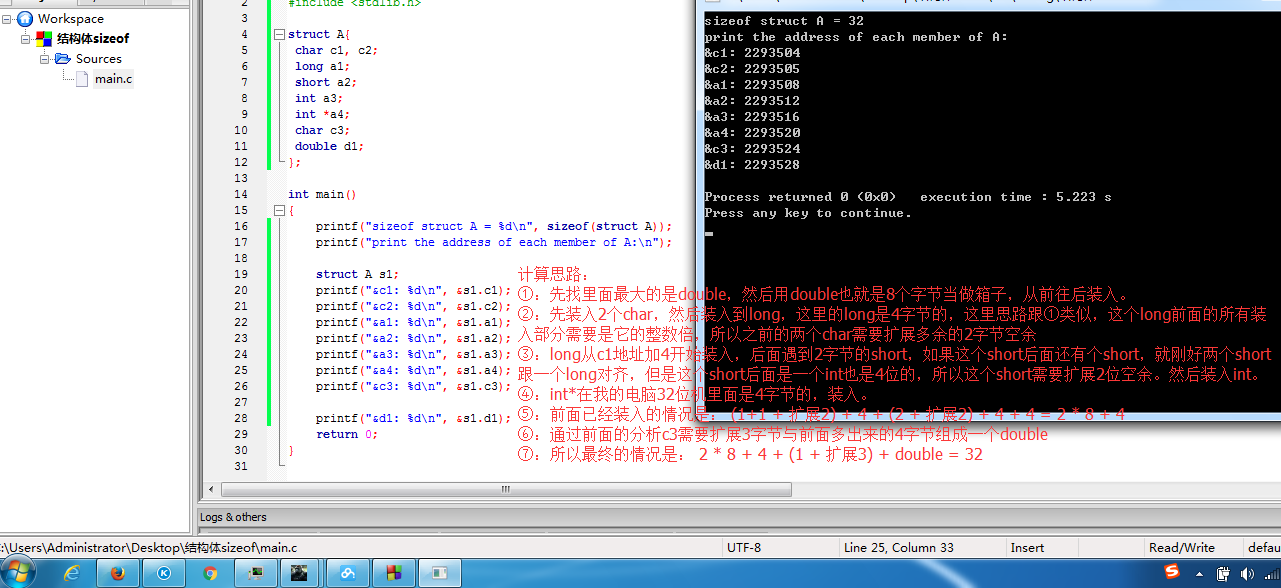 Workspace
结构体sizeof
Sources
main.c
2 #include <stdlib.h>
3
4 struct A{
5 char c1, c2;
6 long a1;
7 short a2;
8 int a3;
9 int *a4;
10 char c3;
11 double d1;
12 };
13
14 int main()
15 {
16 printf("sizeof struct A = %d\n", sizeof(struct A));
17 printf("print the address of each member of A:\n");
18
19 struct A s1;
20 printf("&c1: %d\n", &s1.c1);
21 printf("&c2: %d\n", &s1.c2);
22 printf("&a1: %d\n", &s1.a1);
23 printf("&a2: %d\n", &s1.a2);
24 printf("&a3: %d\n", &s1.a3);
25 printf("&a4: %d\n", &s1.a4);
26 printf("&c3: %d\n", &s1.c3);
27
28 printf("&d1: %d\n", &s1.d1);
29 return 0;
30 }
31
sizeof struct A = 32
print the address of each member of A:
&c1: 2293504
&c2: 2293505
&a1: 2293508
&a2: 2293512
&a3: 2293516
&a4: 2293520
&c3: 2293524
&d1: 2293528
Process returned 0 (0x0) execution time : 5.223 s
Press any key to continue.
计算思路:
①：先找里面最大的是double，然后用double也就是8个字节当做箱子，从前往后装入。
②：先装入2个char，然后装入到long，这里的long是4字节的，这里思路跟①类似，这个long前面的所有装
入部分需要是它的整数倍，所以之前的两个char需要扩展多余的2字节空余
③：long从c1地址加4开始装入，后面遇到2字节的short，如果这个short后面还有个short，就刚好两个short
跟一个long对齐，但是这个short后面是一个int也是4位的，所以这个short需要扩展2位空余。然后装入int。
④：int*在我的电脑32位机里面是4字节的，装入。
⑤：前面已经装入的情况是： (1+1 + 扩展2) + 4 + (2 + 扩展2) + 4 + 4 = 2 * 8 + 4
⑥：通过前面的分析c3需要扩展3字节与前面多出来的4字节组成一个double
⑦：所以最终的情况是： 2 * 8 + 4 + (1 + 扩展3) + double = 32
Logs & others
:\Users\Administrator\Desktop\结构体sizeof\main.c
UTF-8
Line 25, Column 33
Insert
Read/Write
defau